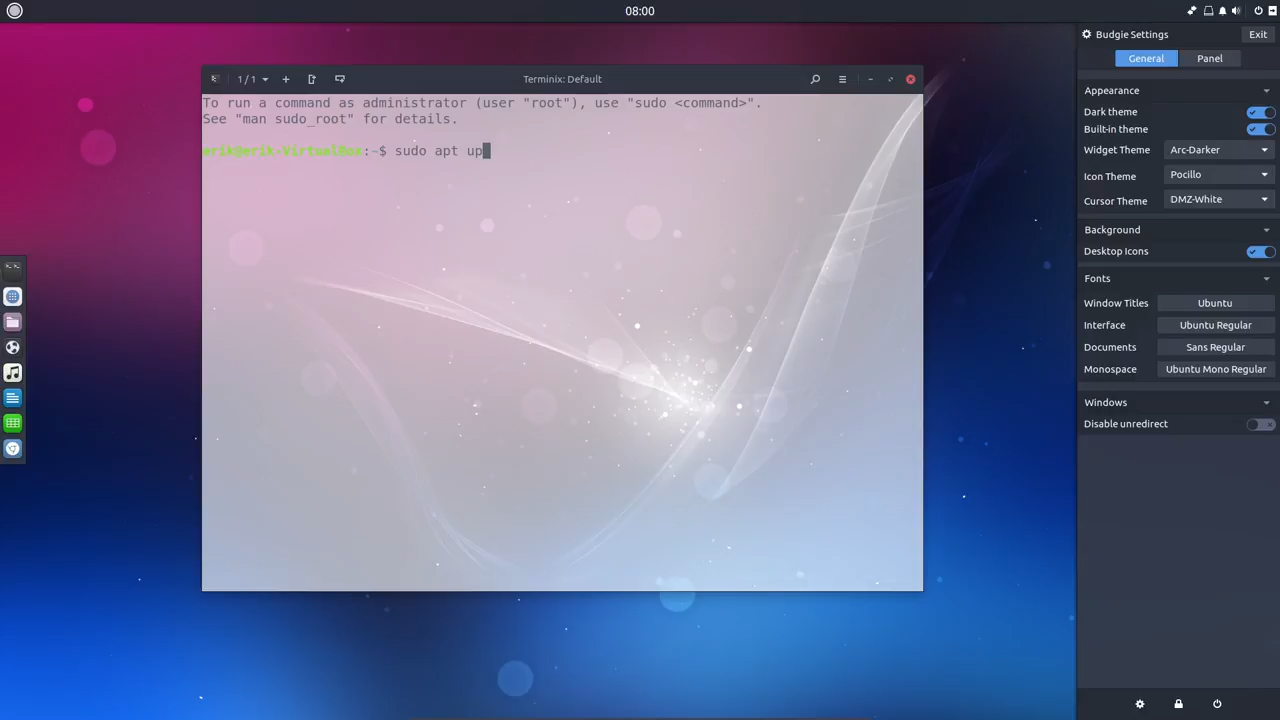 08:00
Budgie Settings Exit
General Panel
1 / 1
Terminix: Default
To run a command as administrator (user "root"), use "sudo <command>".
See "man sudo_root" for details.
erik@erik-VirtualBox:~$ sudo apt up
Appearance
Dark theme
Built-in theme
Widget Theme Arc-Darker
Icon Theme Pocillo
Cursor Theme DMZ-White
Background
Desktop Icons
Fonts
Window Titles Ubuntu
Interface Ubuntu Regular
Documents Sans Regular
Monospace Ubuntu Mono Regular
Windows
Disable unredirect